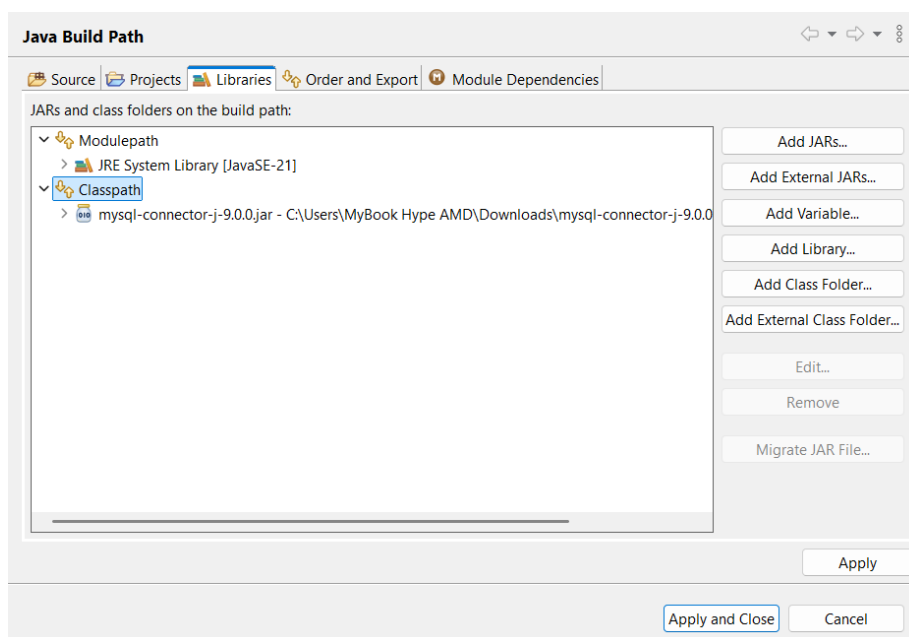 Java Build Path
Source Projects Libraries Order and Export Module Dependencies
JARs and class folders on the build path:
Modulepath
JRE System Library [JavaSE-21]
Classpath
mysql-connector-j-9.0.0.jar - C:\Users\MyBook Hype AMD\Downloads\mysql-connector-j-9.0.0
Add JARs...
Add External JARs...
Add Variable...
Add Library...
Add Class Folder...
Add External Class Folder...
Edit...
Remove
Migrate JAR File...
Apply
Apply and Close Cancel